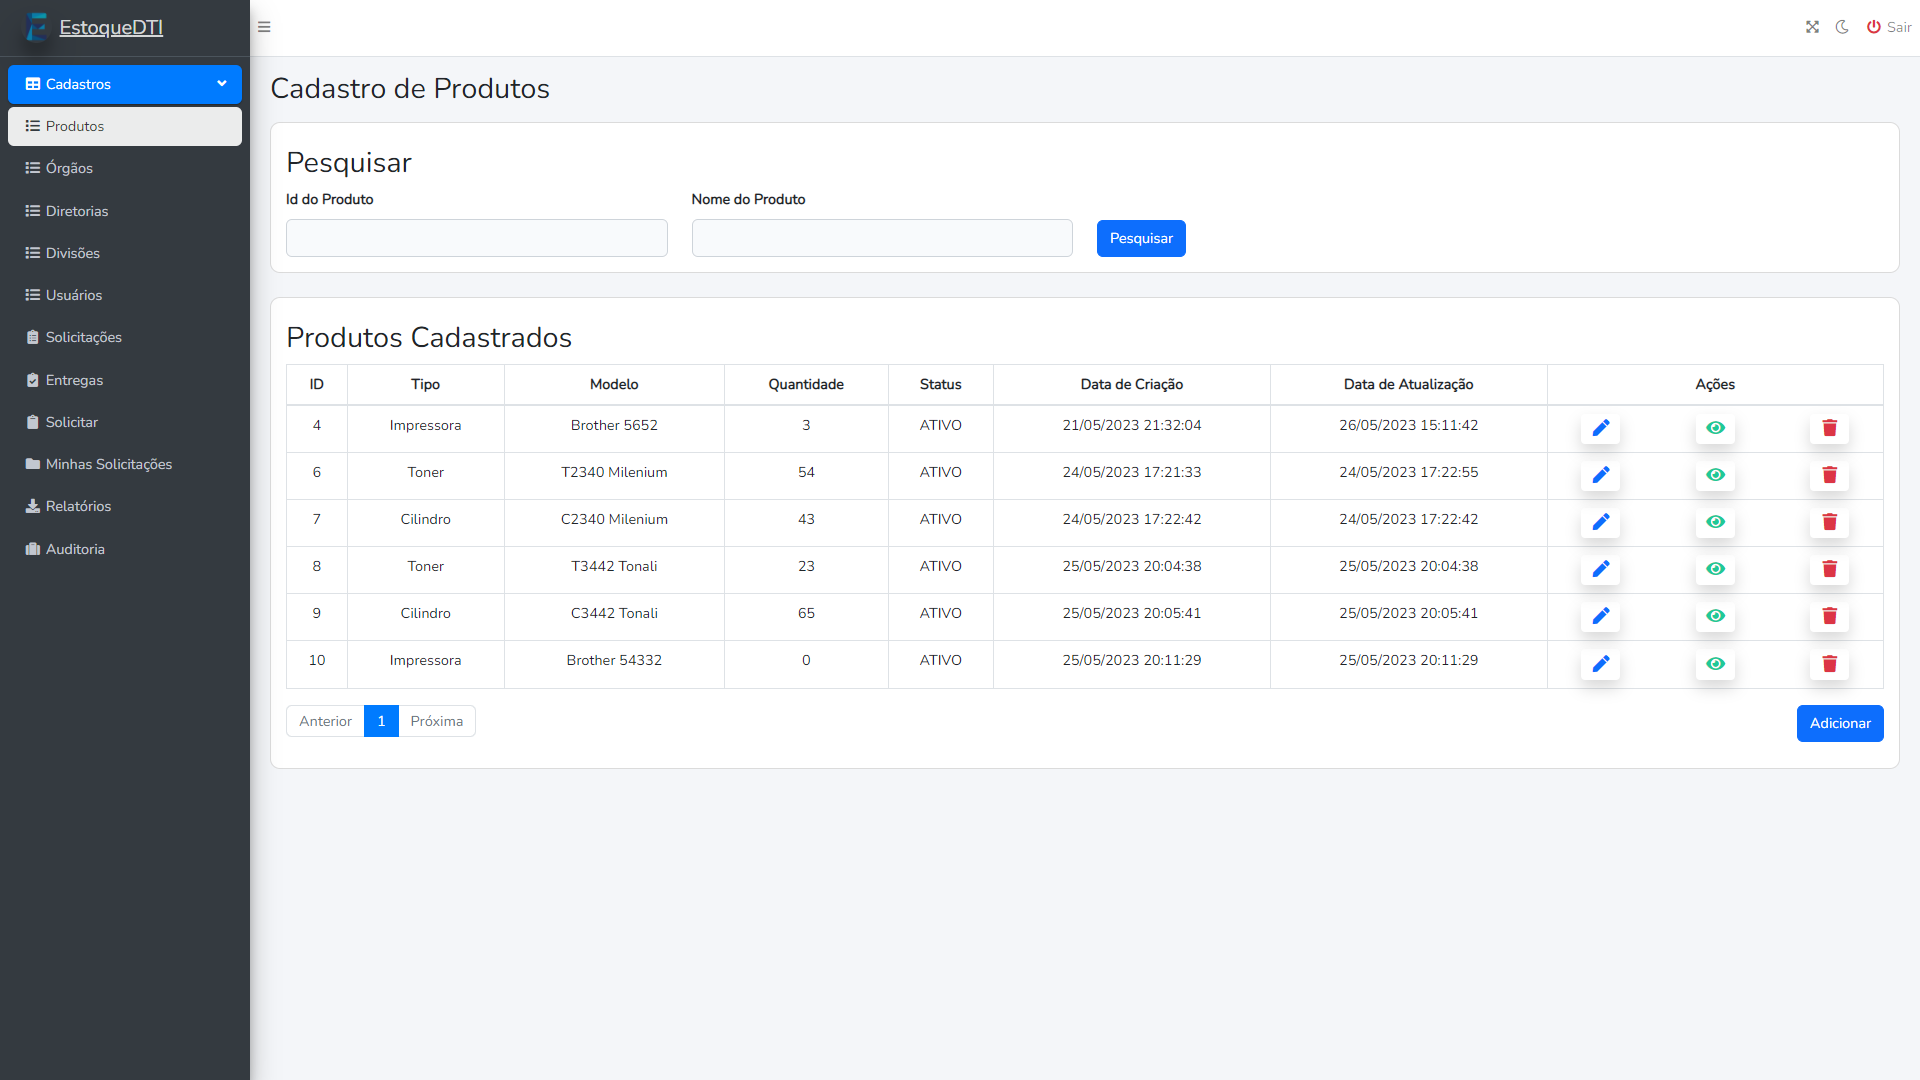 EstoqueDTI
Sair
Cadastros
Produtos
Órgãos
Diretorias
Divisões
Usuários
Solicitações
Entregas
Solicitar
Minhas Solicitações
Relatórios
Auditoria
Cadastro de Produtos
Pesquisar
Id do Produto Nome do Produto
Pesquisar
Produtos Cadastrados
ID Tipo Modelo Quantidade Status Data de Criação Data de Atualização Ações
4 Impressora Brother 5652 3 ATIVO 21/05/2023 21:32:04 26/05/2023 15:11:42
6 Toner T2340 Milenium 54 ATIVO 24/05/2023 17:21:33 24/05/2023 17:22:55
7 Cilindro C2340 Milenium 43 ATIVO 24/05/2023 17:22:42 24/05/2023 17:22:42
8 Toner T3442 Tonali 23 ATIVO 25/05/2023 20:04:38 25/05/2023 20:04:38
9 Cilindro C3442 Tonali 65 ATIVO 25/05/2023 20:05:41 25/05/2023 20:05:41
10 Impressora Brother 54332 0 ATIVO 25/05/2023 20:11:29 25/05/2023 20:11:29
Anterior 1 Próxima
Adicionar